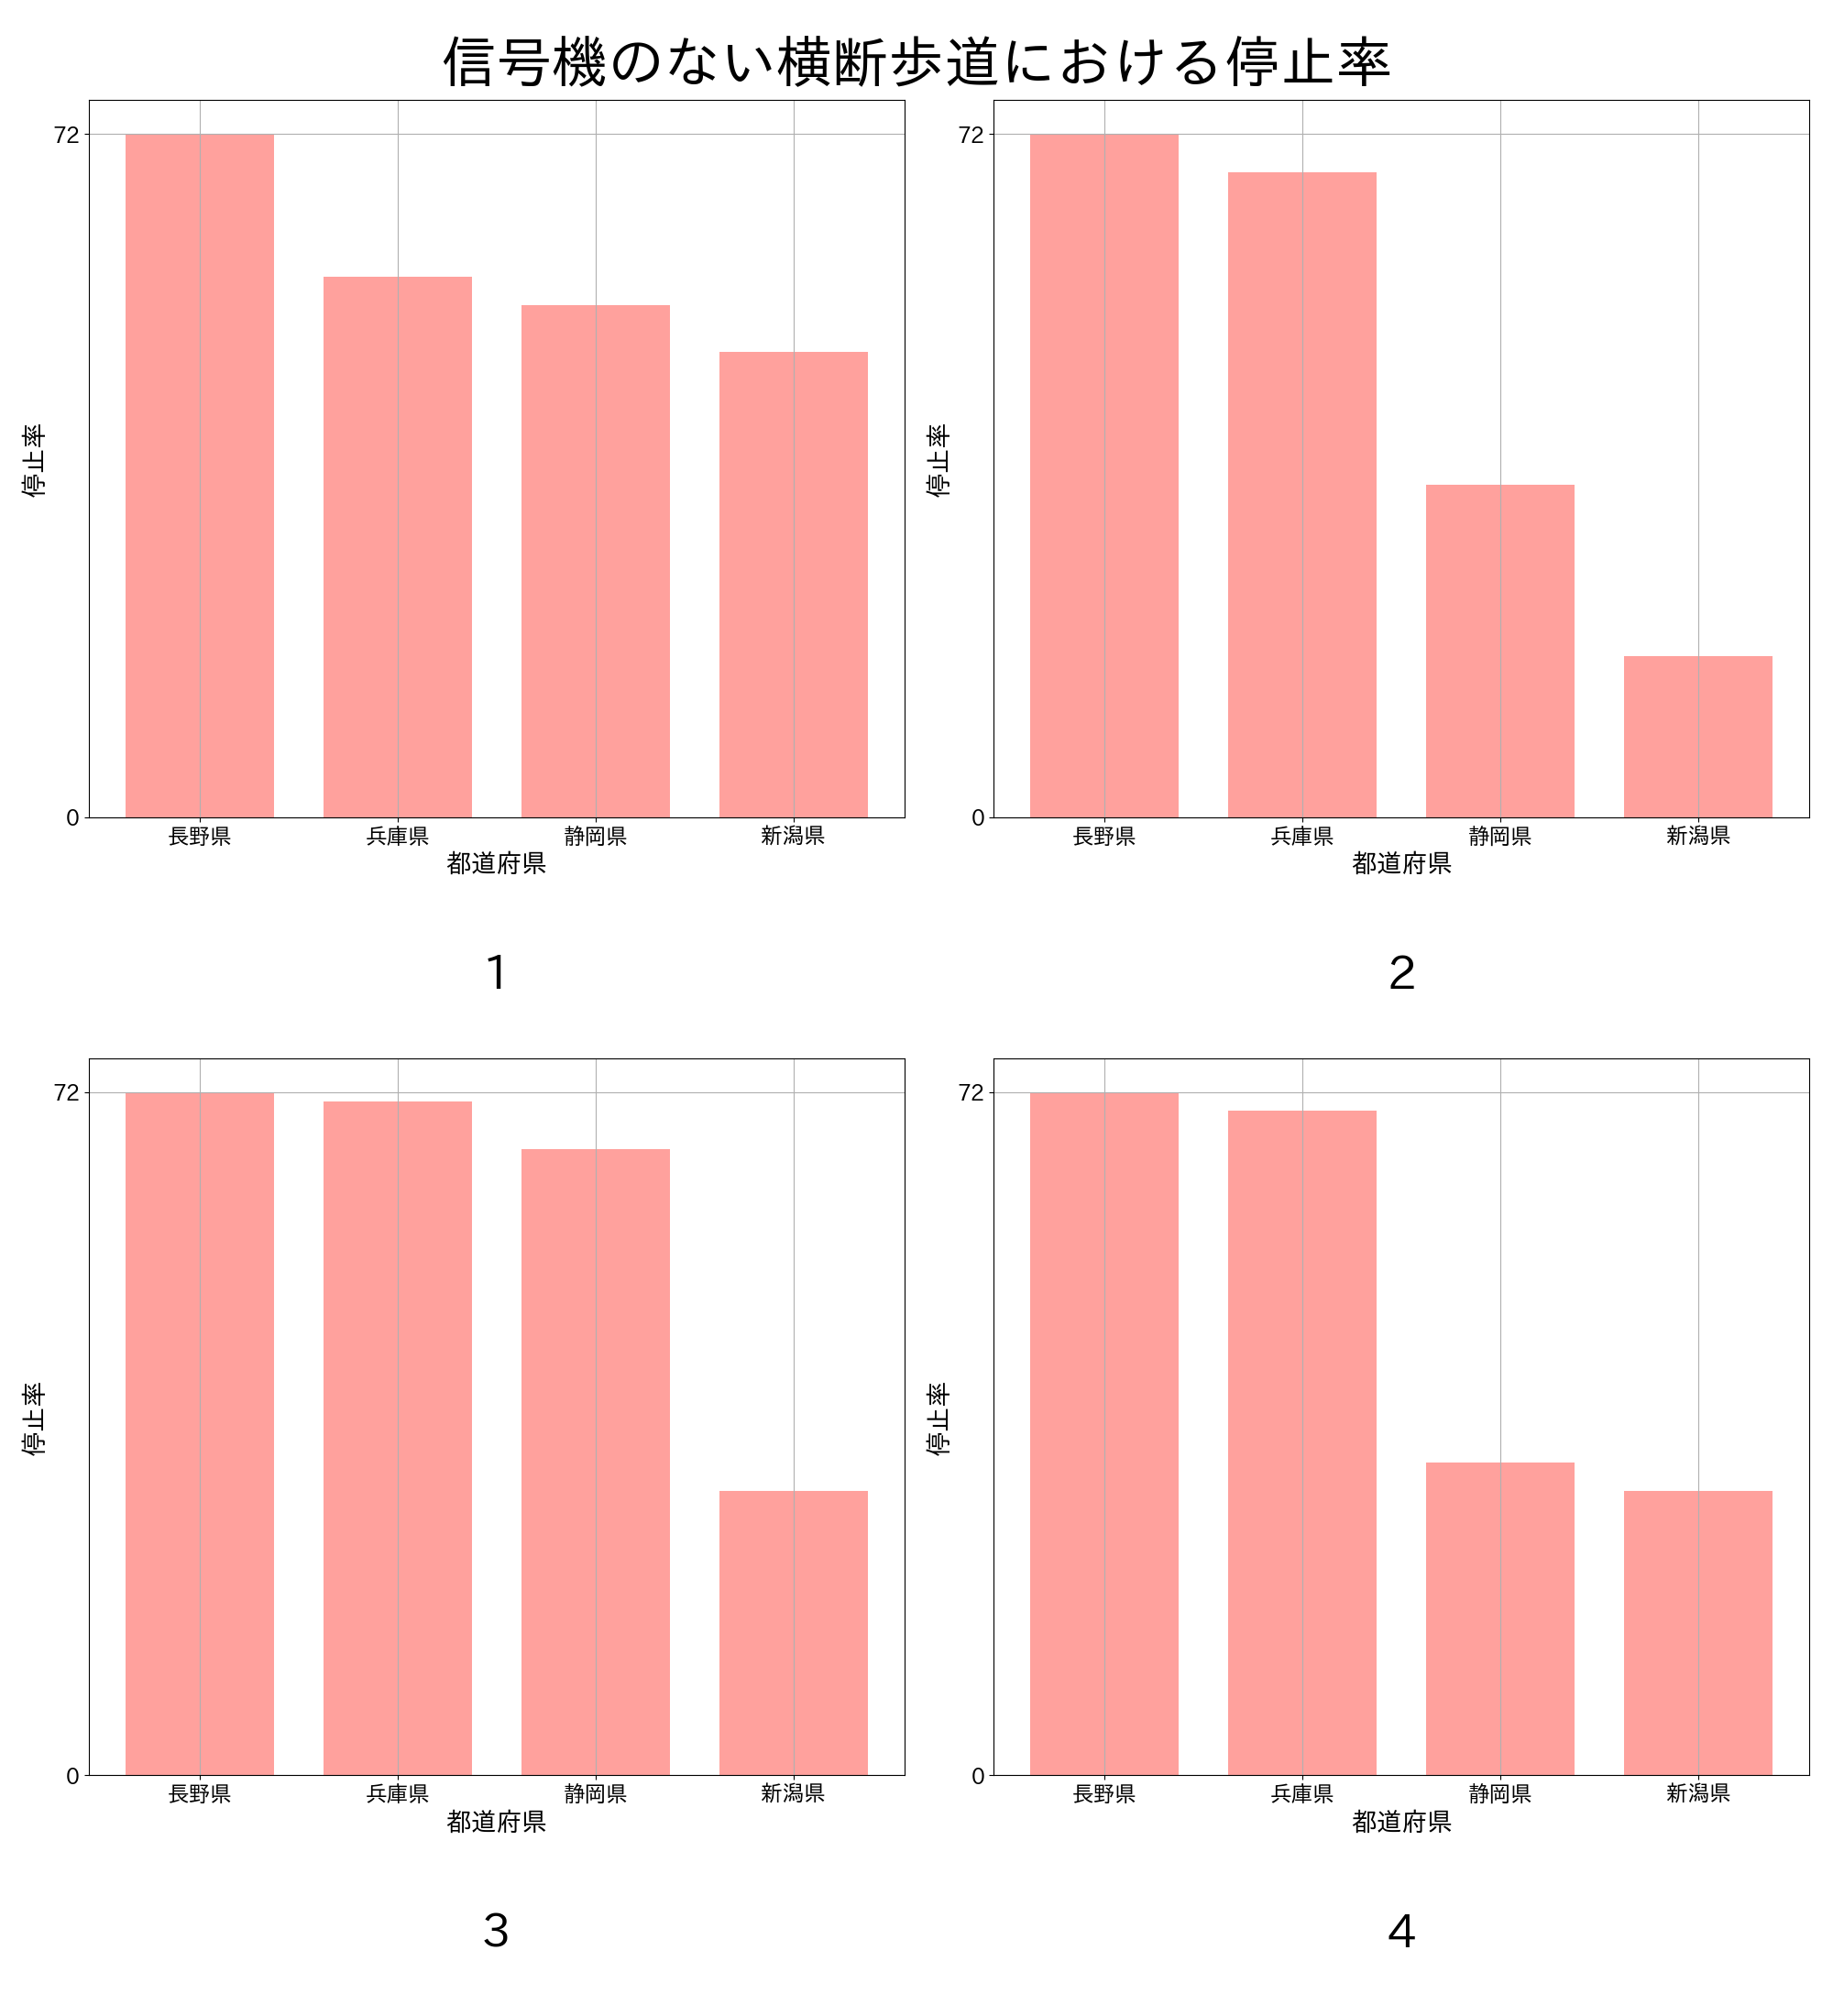 信号機のない横断歩道における停止率
72
0
停止率
長野県 兵庫県 静岡県 新潟県
都道府県
1
72
0
停止率
長野県 兵庫県 静岡県 新潟県
都道府県
2
72
0
停止率
長野県 兵庫県 静岡県 新潟県
都道府県
3
72
0
停止率
長野県 兵庫県 静岡県 新潟県
都道府県
4